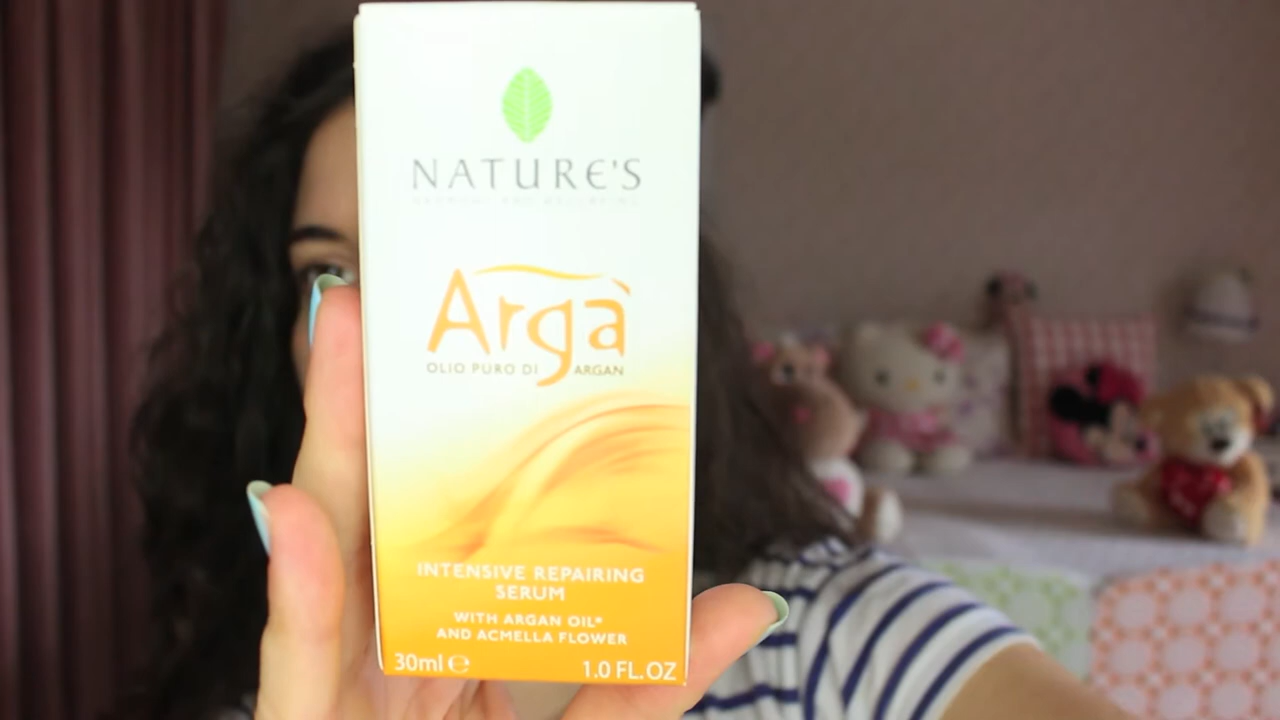 NATURE'S
Argà
OLIO PURO DI ARGAN
INTENSIVE REPAIRING
SERUM
WITH ARGAN OIL*
AND ACMELLA FLOWER
30ml ℮ 1.0 FL.OZ